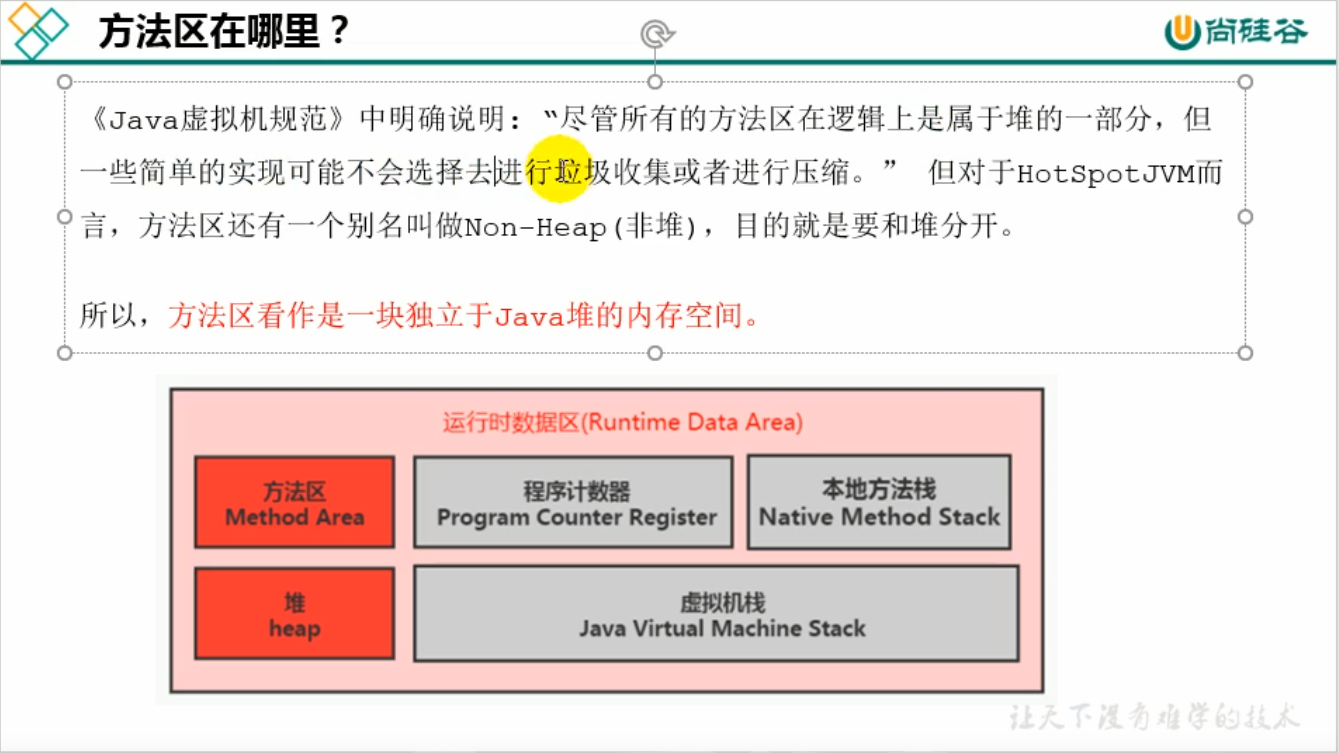 方法区在哪里？
尚硅谷
《Java虚拟机规范》中明确说明：“尽管所有的方法区在逻辑上是属于堆的一部分，但
一些简单的实现可能不会选择去进行垃圾收集或者进行压缩。” 但对于HotSpotJVM而
言，方法区还有一个别名叫做Non-Heap(非堆)，目的就是要和堆分开。
所以，方法区看作是一块独立于Java堆的内存空间。
运行时数据区(Runtime Data Area)
方法区
Method Area
程序计数器
Program Counter Register
本地方法栈
Native Method Stack
堆
heap
虚拟机栈
Java Virtual Machine Stack
让天下没有难学的技术